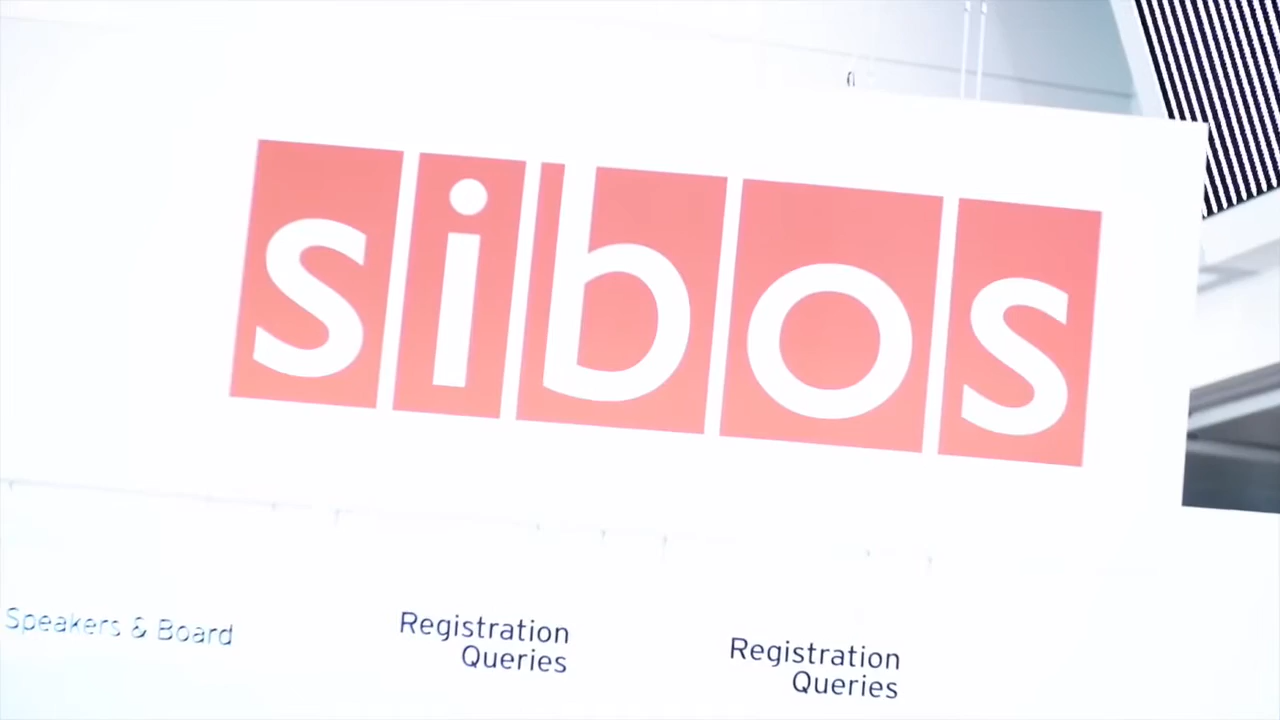 sibos
Speakers & Board
Registration
Queries
Registration
Queries